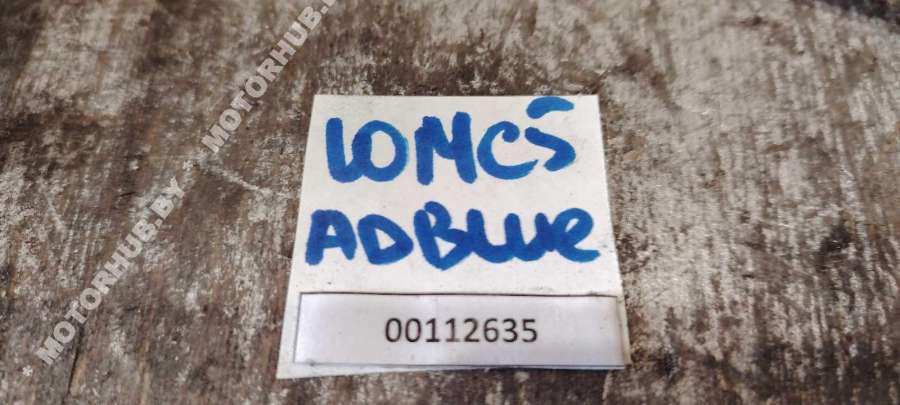 * MOTORHUB.BY * MOTORHUB.BY
10MC5
ADBLUE
00112635